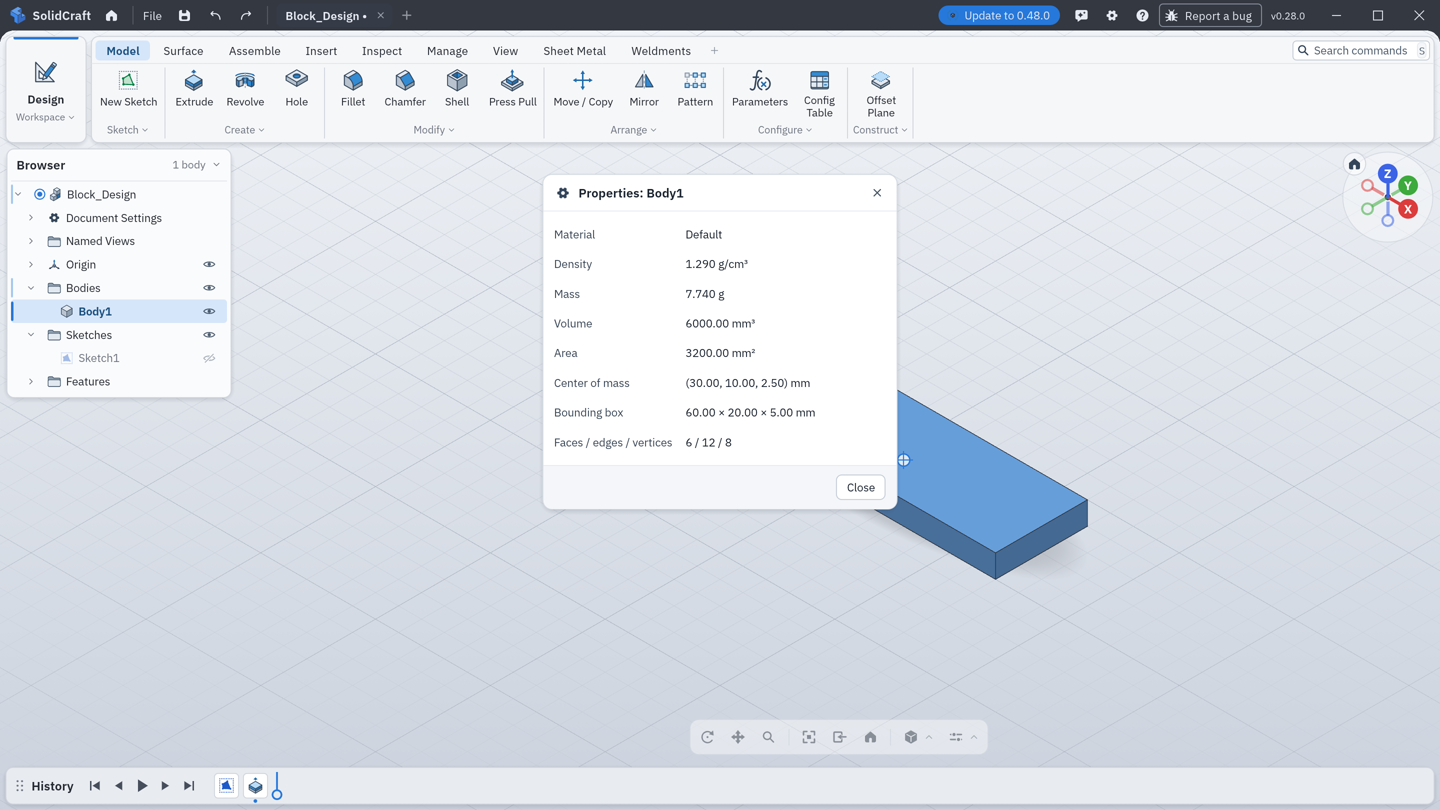 SolidCraft
File
Block_Design •
Update to 0.48.0
Report a bug
v0.28.0
Design
Workspace
Model
Surface
Assemble
Insert
Inspect
Manage
View
Sheet Metal
Weldments
Search commands
S
New Sketch
Extrude
Revolve
Hole
Fillet
Chamfer
Shell
Press Pull
Move / Copy
Mirror
Pattern
Parameters
Config
Table
Offset
Plane
Sketch
Create
Modify
Arrange
Configure
Construct
Browser
1 body
Block_Design
Document Settings
Named Views
Origin
Bodies
Body1
Sketches
Sketch1
Features
Properties: Body1
Material Default
Density 1.290 g/cm³
Mass 7.740 g
Volume 6000.00 mm³
Area 3200.00 mm²
Center of mass (30.00, 10.00, 2.50) mm
Bounding box 60.00 × 20.00 × 5.00 mm
Faces / edges / vertices 6 / 12 / 8
Close
Z
Y
X
History